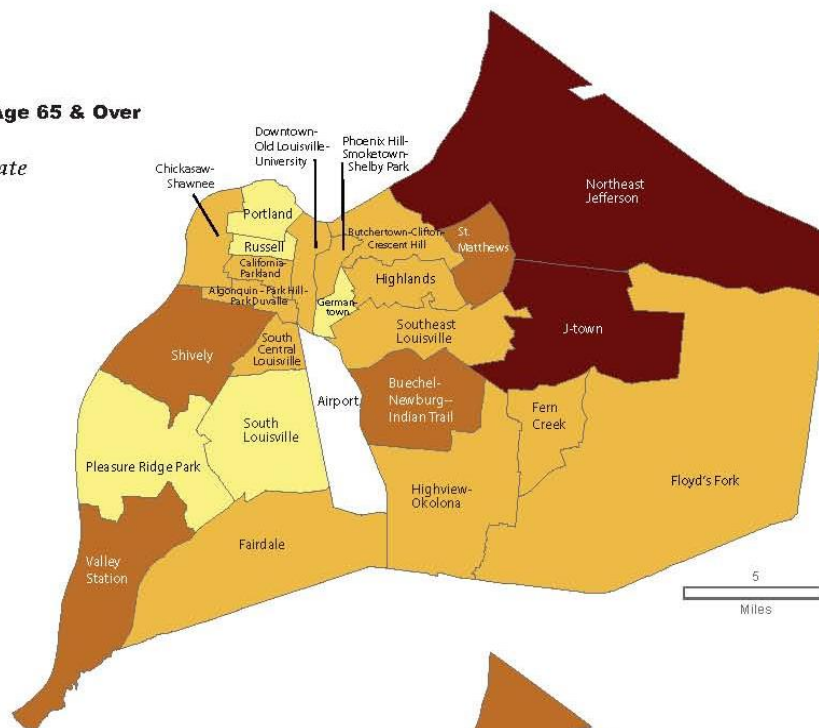 Age 65 & Over
ate
Downtown-
Old Louisville-
University
Phoenix Hill-
Smoketown-
Shelby Park
Chickasaw-
Shawnee
Northeast
Jefferson
Portland
Butchertown-Clifton-
Crescent Hill
St.
Matthews
Russell
California-
Parkland
Highlands
Algonquin - Park Hill-
Park Duvalle
German-
town
Southeast
Louisville
J-town
South
Central
Louisville
Shively
Buechel-
Newburg--
Indian Trail
Airport
Fern
Creek
South
Louisville
Pleasure Ridge Park
Floyd's Fork
Highview-
Okolona
Fairdale
Valley
Station
5
Miles